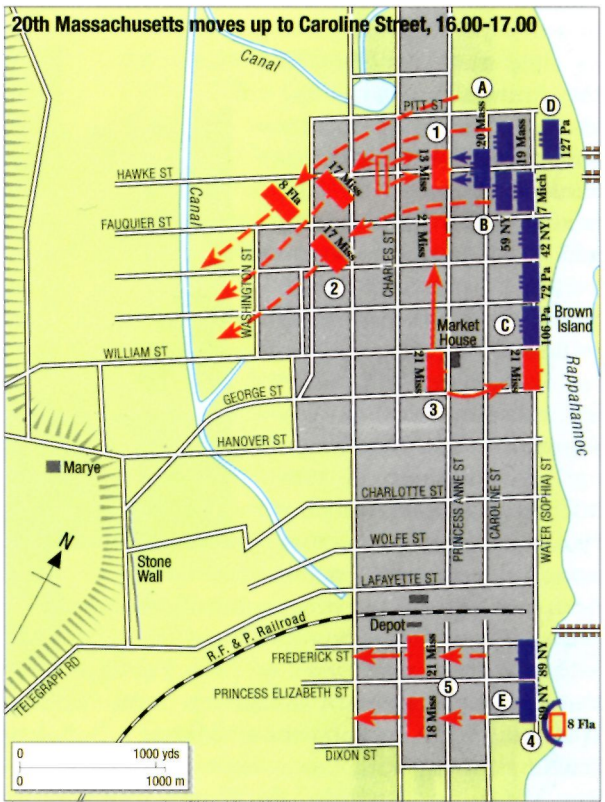 20th Massachusetts moves up to Caroline Street, 16.00-17.00
Canal
A
PITT ST
D
1
20 Mass
19 Mass
127 Pa
13 Miss
HAWKE ST
17 Miss
8 Fla
Canal
7 Mich
FAUQUIER ST
21 Miss
B
59 NY
42 NY
17 Miss
CHARLES ST
WASHINGTON ST
2
72 Pa
Market
House
C
106 Pa
Brown
Island
WILLIAM ST
21 Miss
21 Miss
Rappahannoc
GEORGE ST
3
HANOVER ST
Marye
CHARLOTTE ST
PRINCESS ANNE ST
CAROLINE ST
WATER (SOPHIA) ST
N
WOLFE ST
Stone
Wall
LAFAYETTE ST
R.F. & P. Railroad
Depot
FREDERICK ST
21 Miss
89 NY
TELEGRAPH RD
PRINCESS ELIZABETH ST
5
E
89 NY
18 Miss
8 Fla
4
DIXON ST
0 1000 yds
0 1000 m